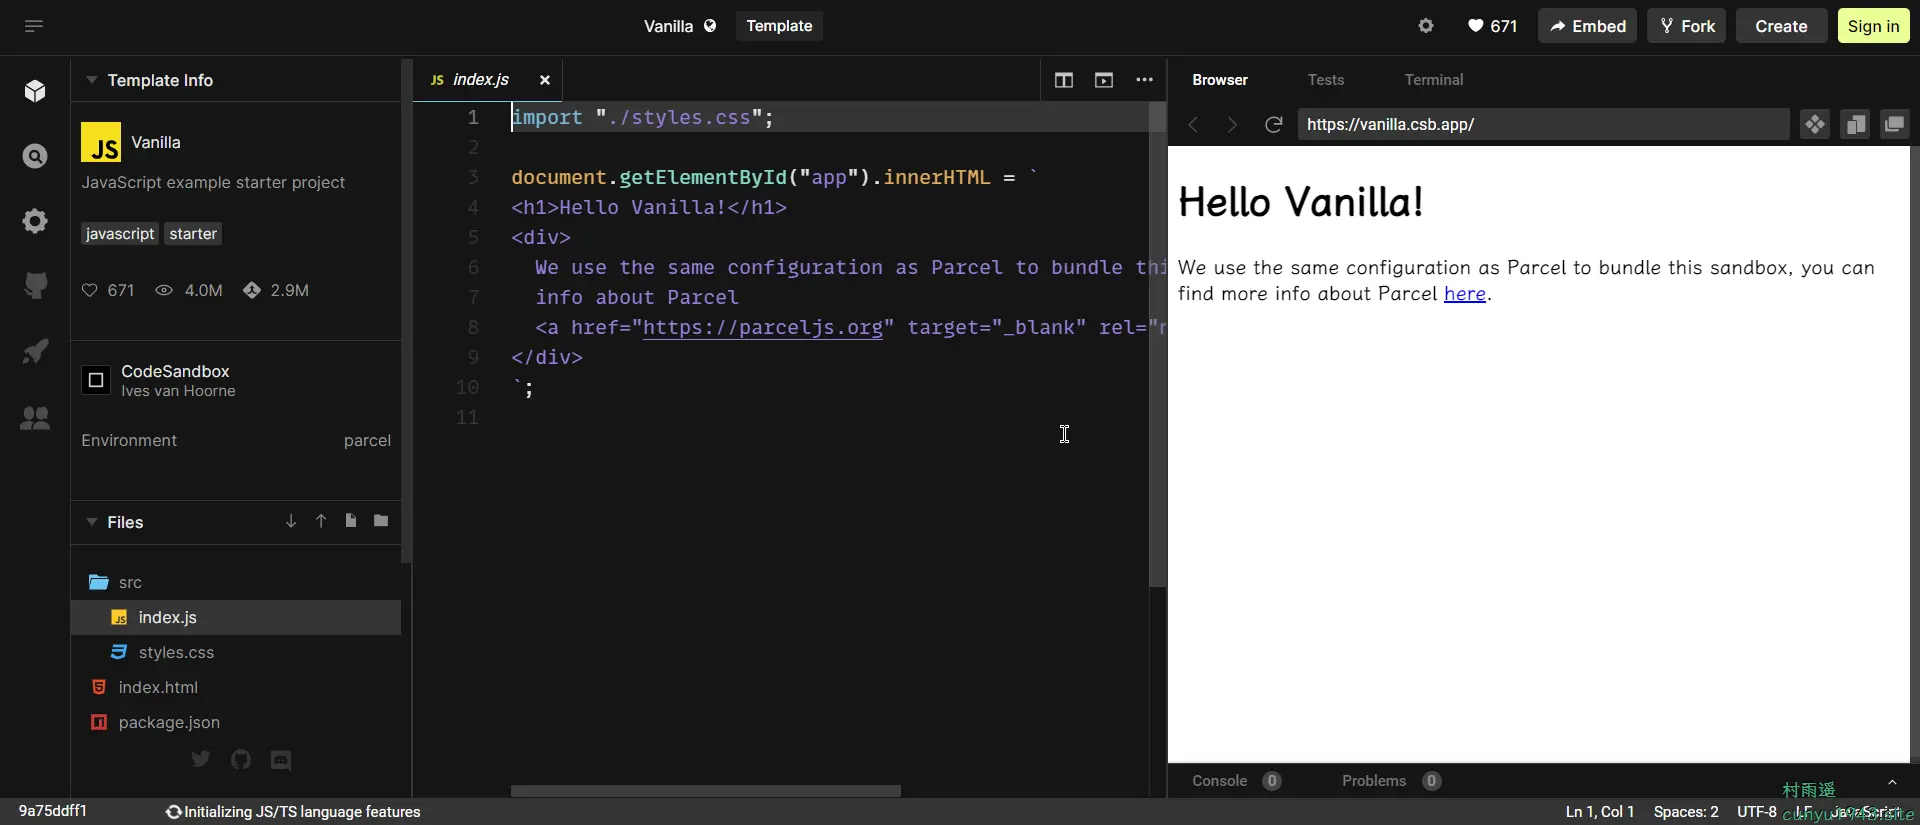 Vanilla Template 671 Embed Fork Create Sign in
Template Info
JS Vanilla
JavaScript example starter project
javascript starter
671 4.0M 2.9M
CodeSandbox
Ives van Hoorne
Environment parcel
Files
src
JS index.js
styles.css
index.html
package.json
JS index.js
1 import "./styles.css";
2
3 document.getElementById("app").innerHTML = `
4 <h1>Hello Vanilla!</h1>
5 <div>
6 We use the same configuration as Parcel to bundle thi
7 info about Parcel
8 <a href="https://parceljs.org" target="_blank" rel="n
9 </div>
10 `;
11
Browser Tests Terminal
https://vanilla.csb.app/
Hello Vanilla!
We use the same configuration as Parcel to bundle this sandbox, you can
find more info about Parcel here.
Console 0 Problems 0
9a75ddff1 Initializing JS/TS language features Ln 1, Col 1 Spaces: 2 UTF-8 LF JavaScript
村雨遥
cunyu1943.site